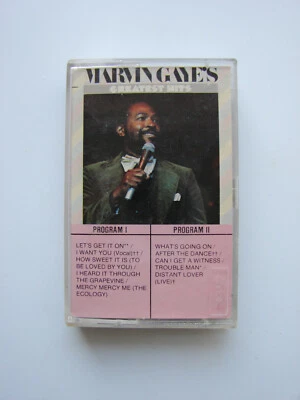 MARVIN GAYE'S
GREATEST HITS
PROGRAM I
LET'S GET IT ON** /
I WANT YOU (Vocal)†† /
HOW SWEET IT IS (TO
BE LOVED BY YOU) /
I HEARD IT THROUGH
THE GRAPEVINE /
MERCY MERCY ME (THE
ECOLOGY)
PROGRAM II
WHAT'S GOING ON /
AFTER THE DANCE†† /
CAN I GET A WITNESS /
TROUBLE MAN* /
DISTANT LOVER
(LIVE)†